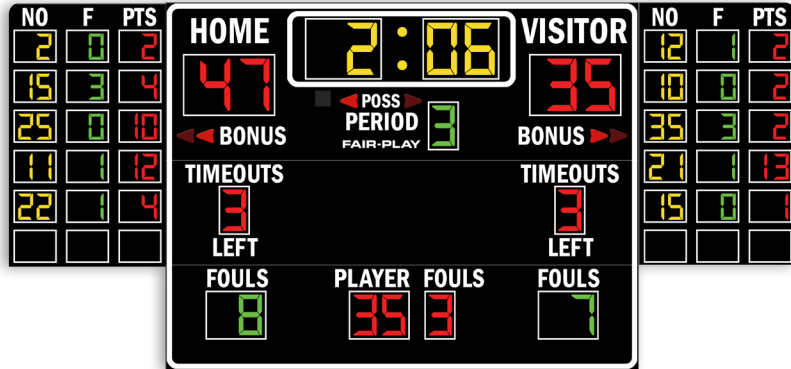 NO F PTS
2 0 2
15 3 4
25 0 10
11 1 12
22 1 4
HOME 2:06 VISITOR
47 35
POSS
BONUS PERIOD 3 BONUS
FAIR-PLAY
TIMEOUTS TIMEOUTS
3 3
LEFT LEFT
FOULS PLAYER FOULS FOULS
8 35 3 7
NO F PTS
12 1 2
10 0 2
35 3 2
21 1 13
15 0 1